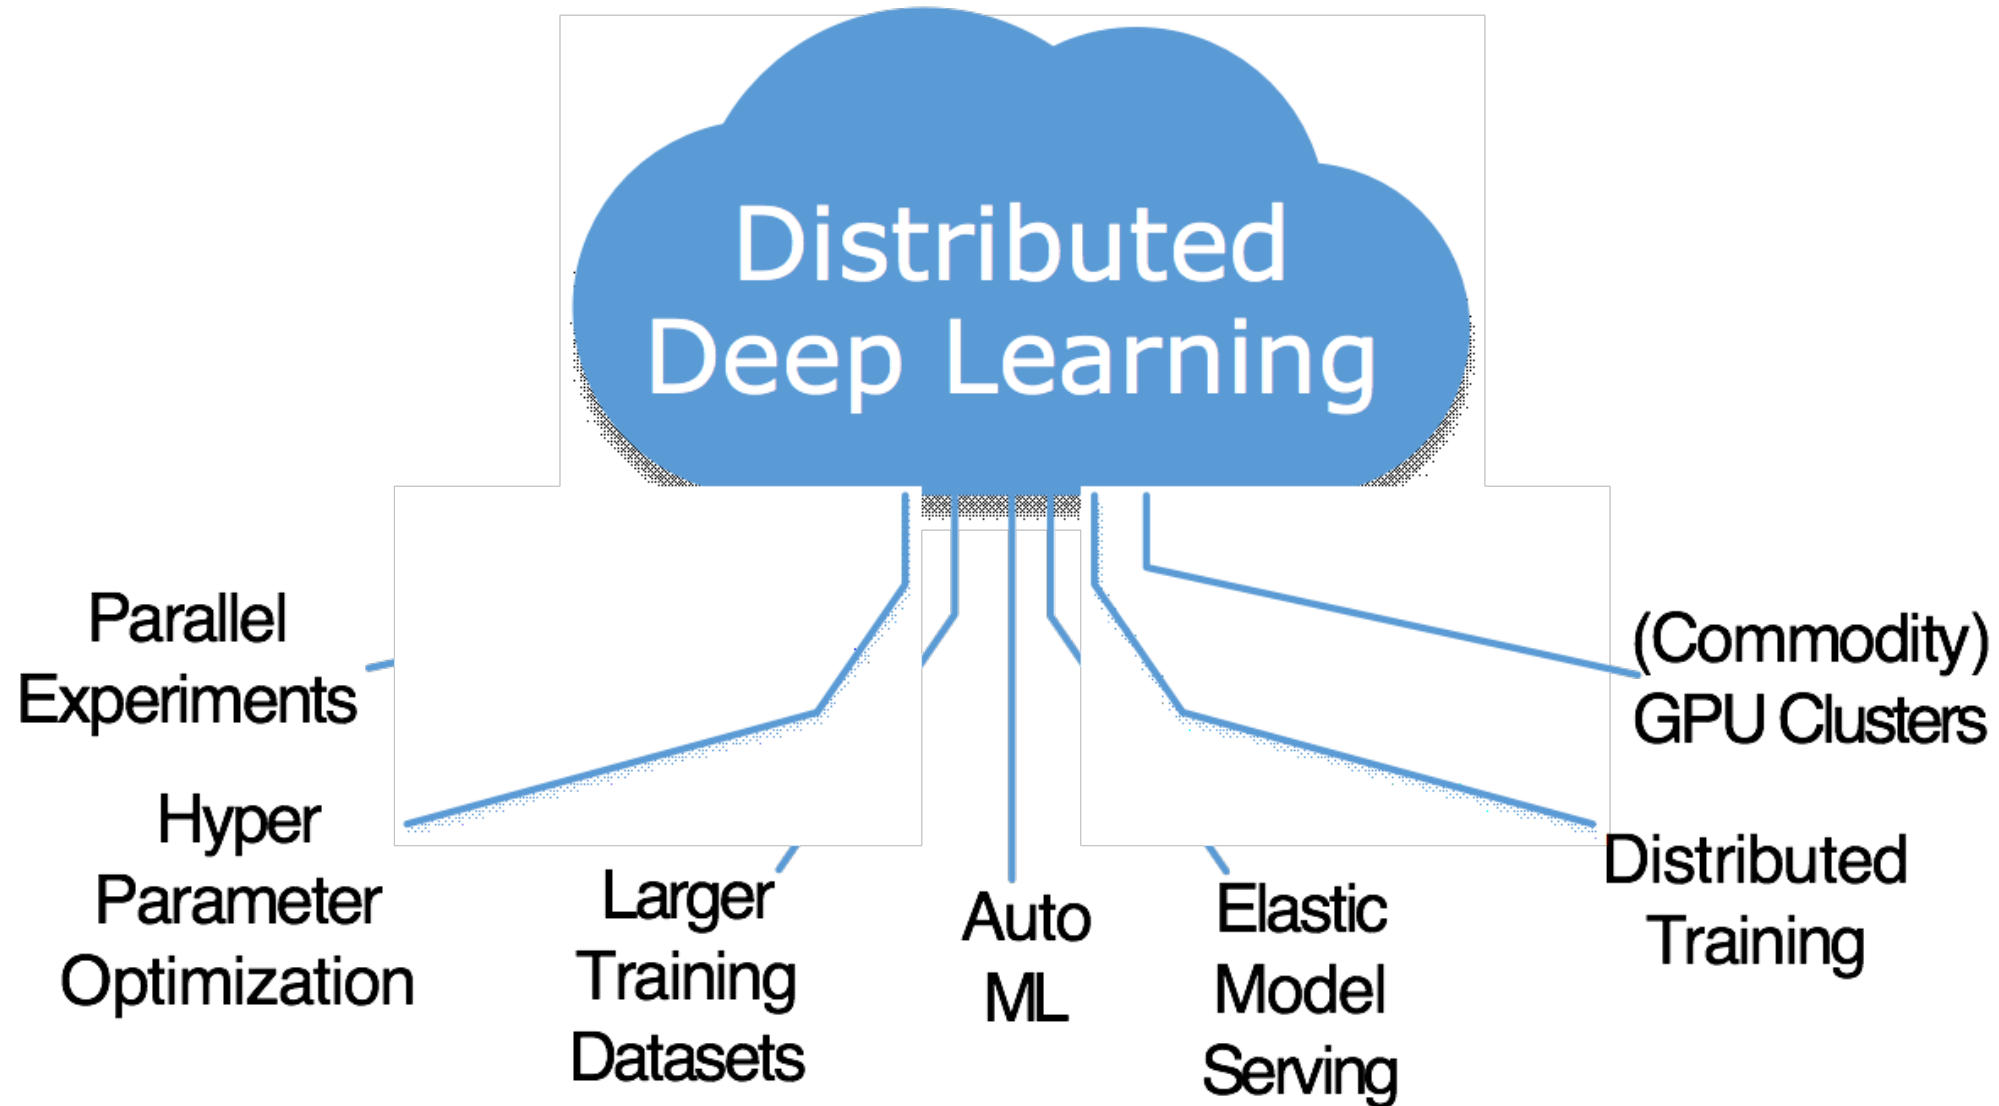 Distributed
Deep Learning
Parallel
Experiments
Hyper
Parameter
Optimization
Larger
Training
Datasets
Auto
ML
Elastic
Model
Serving
Distributed
Training
(Commodity)
GPU Clusters